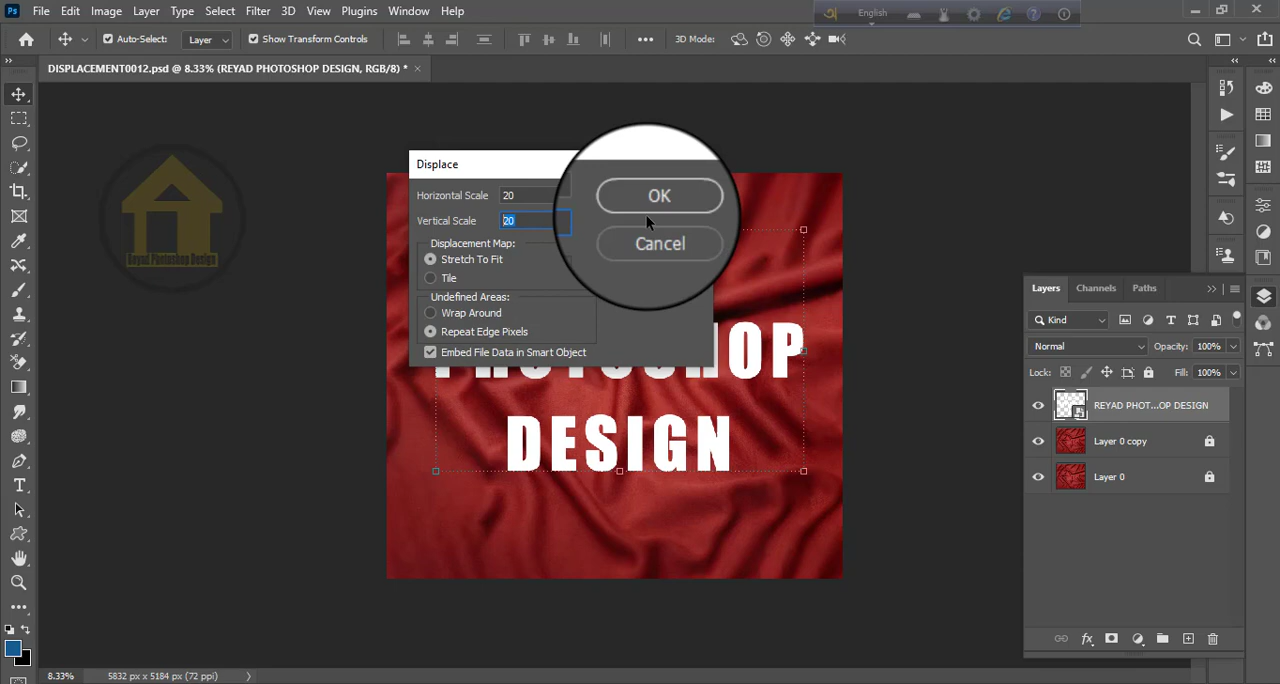 Ps File Edit Image Layer Type Select Filter 3D View Plugins Window Help
অ English
Auto-Select: Layer Show Transform Controls 3D Mode:
DISPLACEMENT0012.psd @ 8.33% (REYAD PHOTOSHOP DESIGN, RGB/8) *
Reyad Photoshop Design
Displace
Horizontal Scale 20
OK
Vertical Scale 20
Cancel
Displacement Map:
Stretch To Fit
Tile
Undefined Areas:
Wrap Around
Repeat Edge Pixels
Embed File Data in Smart Object
PHOTOSHOP
DESIGN
Layers Channels Paths
Kind
Normal Opacity: 100%
Lock: Fill: 100%
REYAD PHOT...OP DESIGN
Layer 0 copy
Layer 0
8.33% 5832 px x 5184 px (72 ppi)